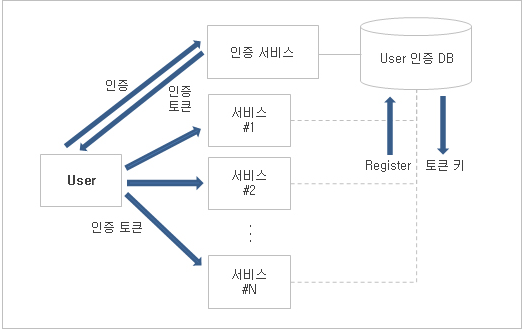 인증 서비스
User 인증 DB
인증
인증
토큰
서비스
#1
Register
토큰 키
User
서비스
#2
인증 토큰
서비스
#N